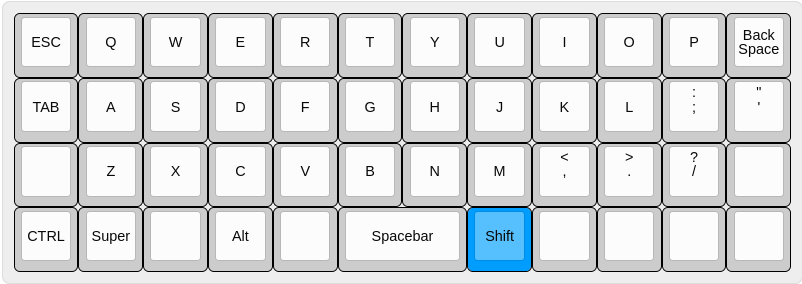 ESC Q W E R T Y U I O P Back
Space
TAB A S D F G H J K L : "
; '
Z X C V B N M < > ?
, . /
CTRL Super Alt Spacebar Shift